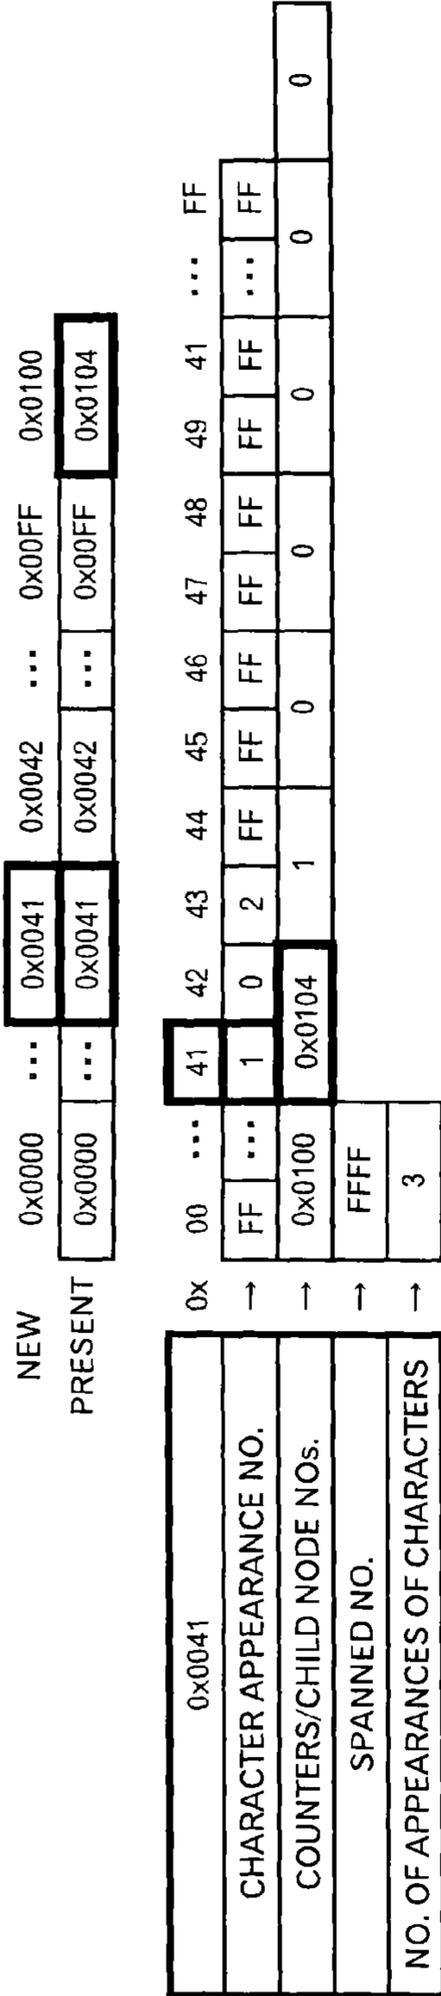 NEW 0x0000 ... 0x0041 0x0042 ... 0x00FF 0x0100
PRESENT 0x0000 ... 0x0041 0x0042 ... 0x00FF 0x0104
0x0041 0x 00 ... 41 42 43 44 45 46 47 48 49 41 ... FF
CHARACTER APPEARANCE NO. → FF ... 1 0 2 FF FF FF FF FF FF FF ... FF
COUNTERS/CHILD NODE NOs. → 0x0100 0x0104 1 0 0 0 0 0
SPANNED NO. → FFFF
NO. OF APPEARANCES OF CHARACTERS → 3